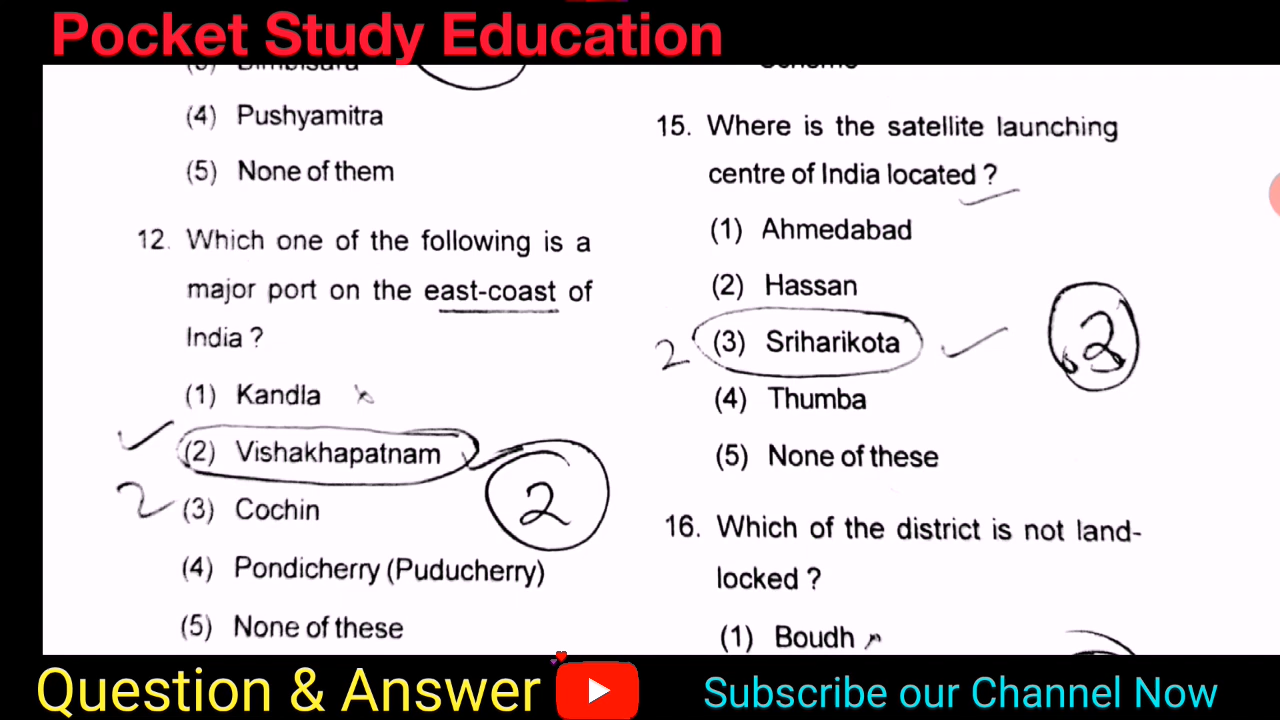 Pocket Study Education
(4) Pushyamitra
(5) None of them
12. Which one of the following is a
major port on the east-coast of
India ?
(1) Kandla x
(2) Vishakhapatnam
2 (3) Cochin
2
(4) Pondicherry (Puducherry)
(5) None of these
15. Where is the satellite launching
centre of India located ?
(1) Ahmedabad
(2) Hassan
2 (3) Sriharikota
(4) Thumba
(5) None of these
16. Which of the district is not land-
locked ?
(1) Boudh
Question & Answer
Subscribe our Channel Now